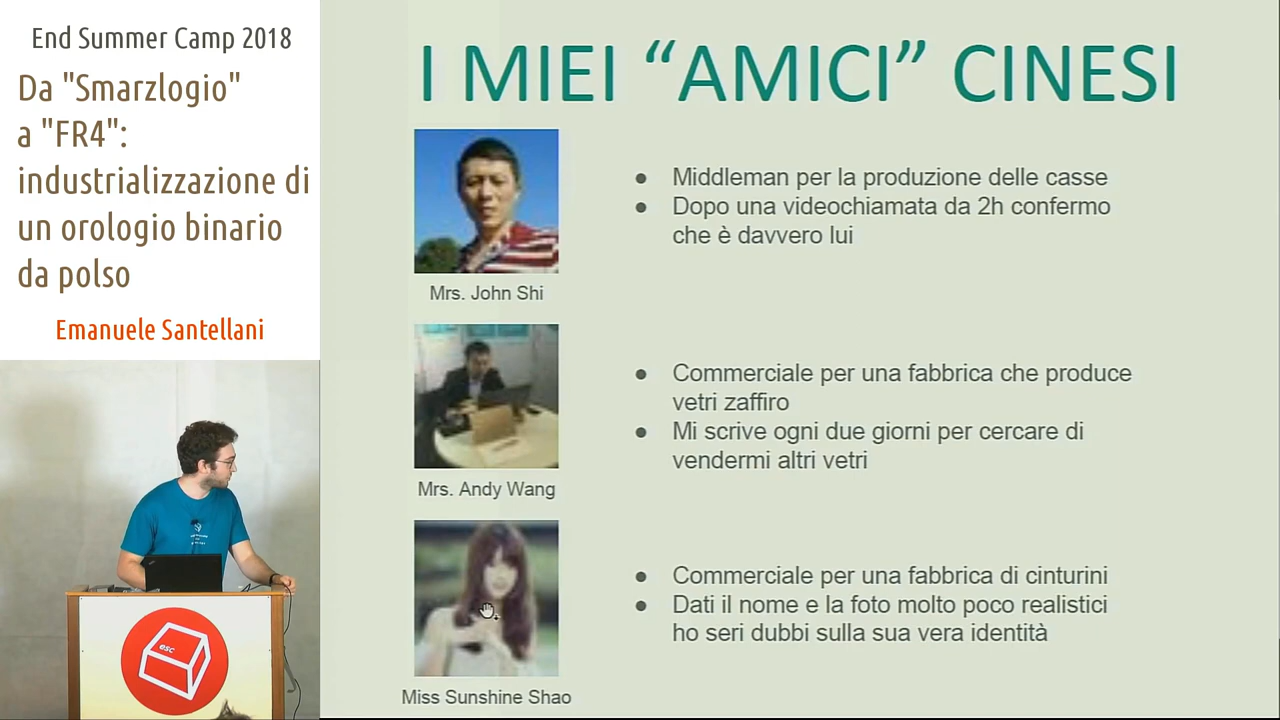 End Summer Camp 2018
Da "Smarzlogio"
a "FR4":
industrializzazione di
un orologio binario
da polso
Emanuele Santellani
esc
I MIEI “AMICI” CINESI
Mrs. John Shi
• Middleman per la produzione delle casse
• Dopo una videochiamata da 2h confermo
che è davvero lui
Mrs. Andy Wang
• Commerciale per una fabbrica che produce
vetri zaffiro
• Mi scrive ogni due giorni per cercare di
vendermi altri vetri
Miss Sunshine Shao
• Commerciale per una fabbrica di cinturini
• Dati il nome e la foto molto poco realistici
ho seri dubbi sulla sua vera identità